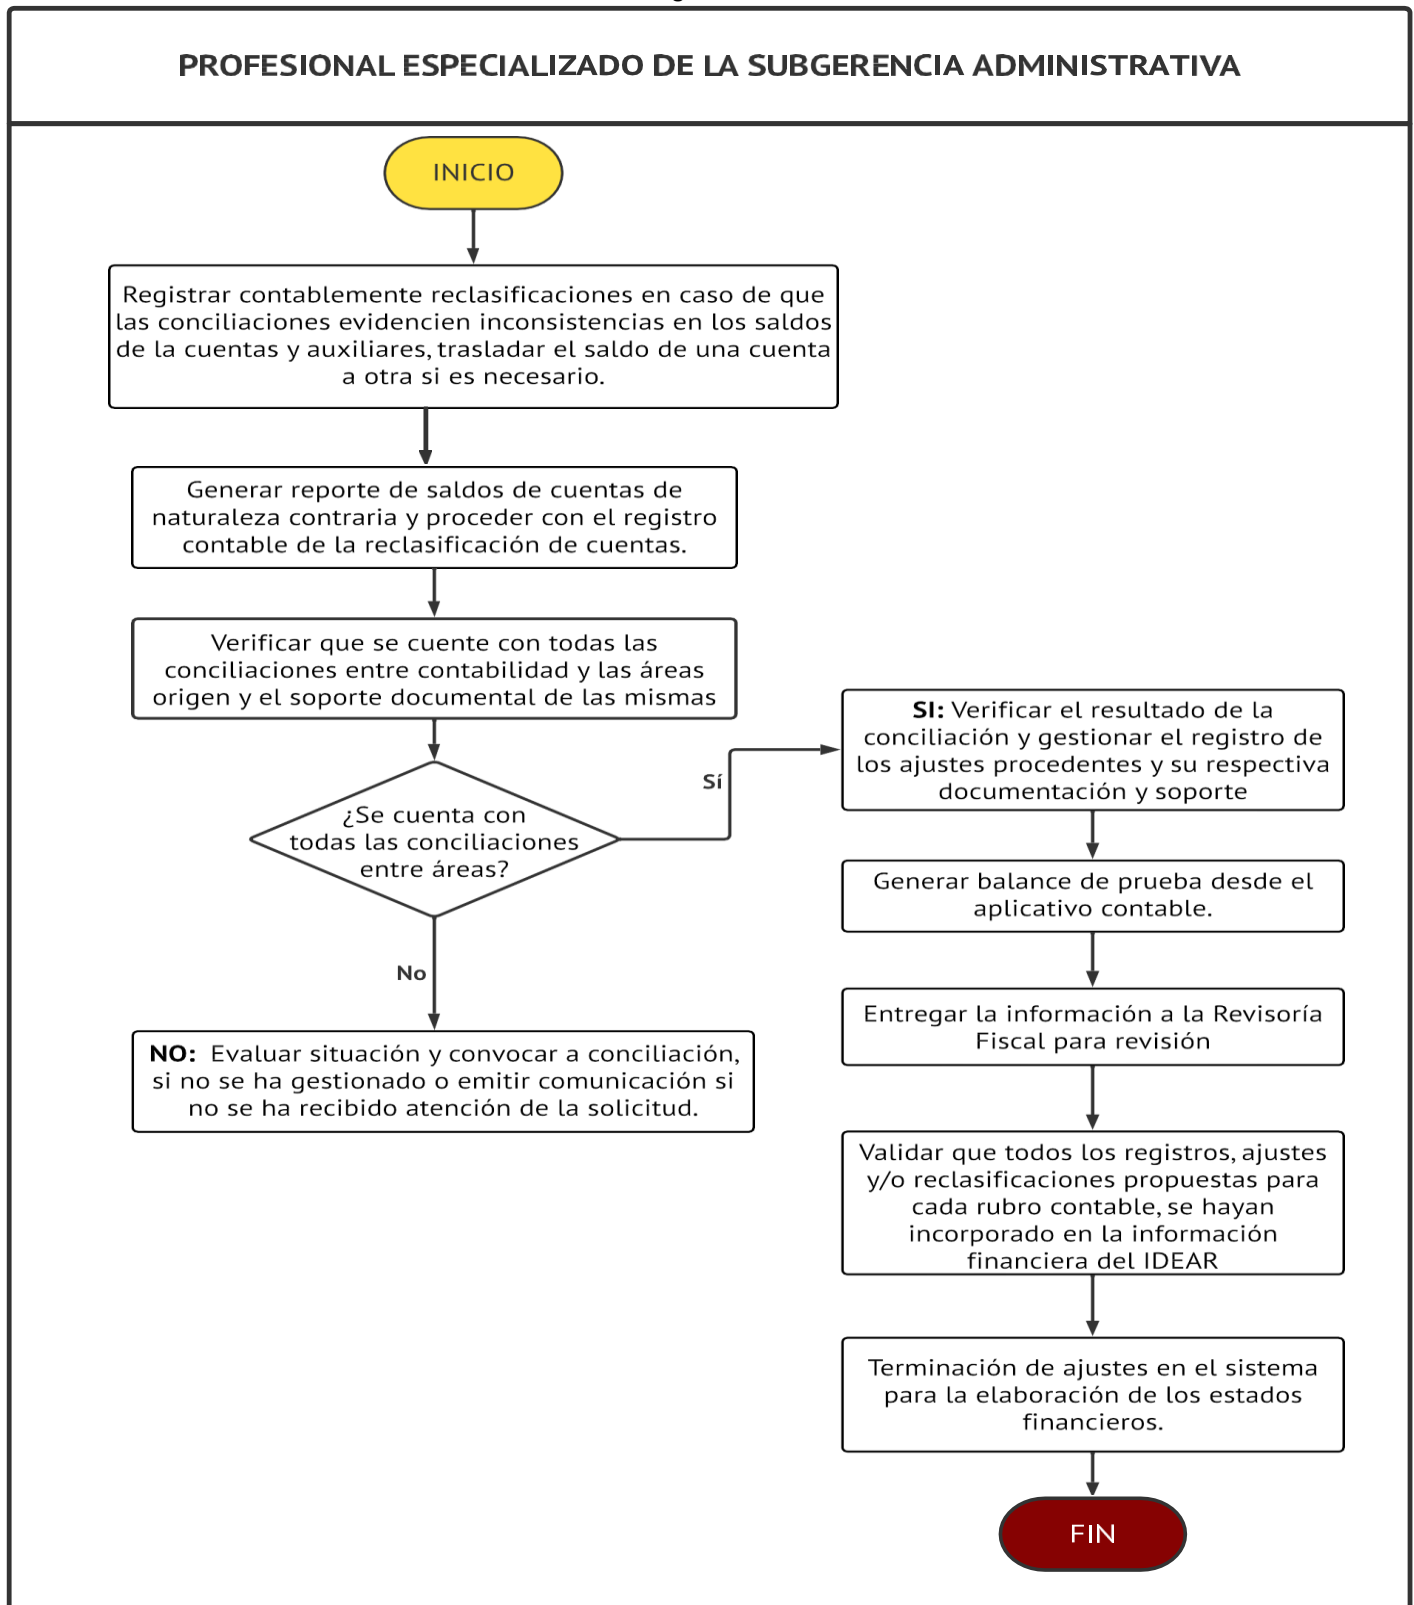 PROFESIONAL ESPECIALIZADO DE LA SUBGERENCIA ADMINISTRATIVA
INICIO
Registrar contablemente reclasificaciones en caso de que
las conciliaciones evidencien inconsistencias en los saldos
de la cuentas y auxiliares, trasladar el saldo de una cuenta
a otra si es necesario.
Generar reporte de saldos de cuentas de
naturaleza contraria y proceder con el registro
contable de la reclasificación de cuentas.
Verificar que se cuente con todas las
conciliaciones entre contabilidad y las áreas
origen y el soporte documental de las mismas
¿Se cuenta con
todas las conciliaciones
entre áreas?
No
NO: Evaluar situación y convocar a conciliación,
si no se ha gestionado o emitir comunicación si
no se ha recibido atención de la solicitud.
Sí
SI: Verificar el resultado de la
conciliación y gestionar el registro de
los ajustes procedentes y su respectiva
documentación y soporte
Generar balance de prueba desde el
aplicativo contable.
Entregar la información a la Revisoría
Fiscal para revisión
Validar que todos los registros, ajustes
y/o reclasificaciones propuestas para
cada rubro contable, se hayan
incorporado en la información
financiera del IDEAR
Terminación de ajustes en el sistema
para la elaboración de los estados
financieros.
FIN